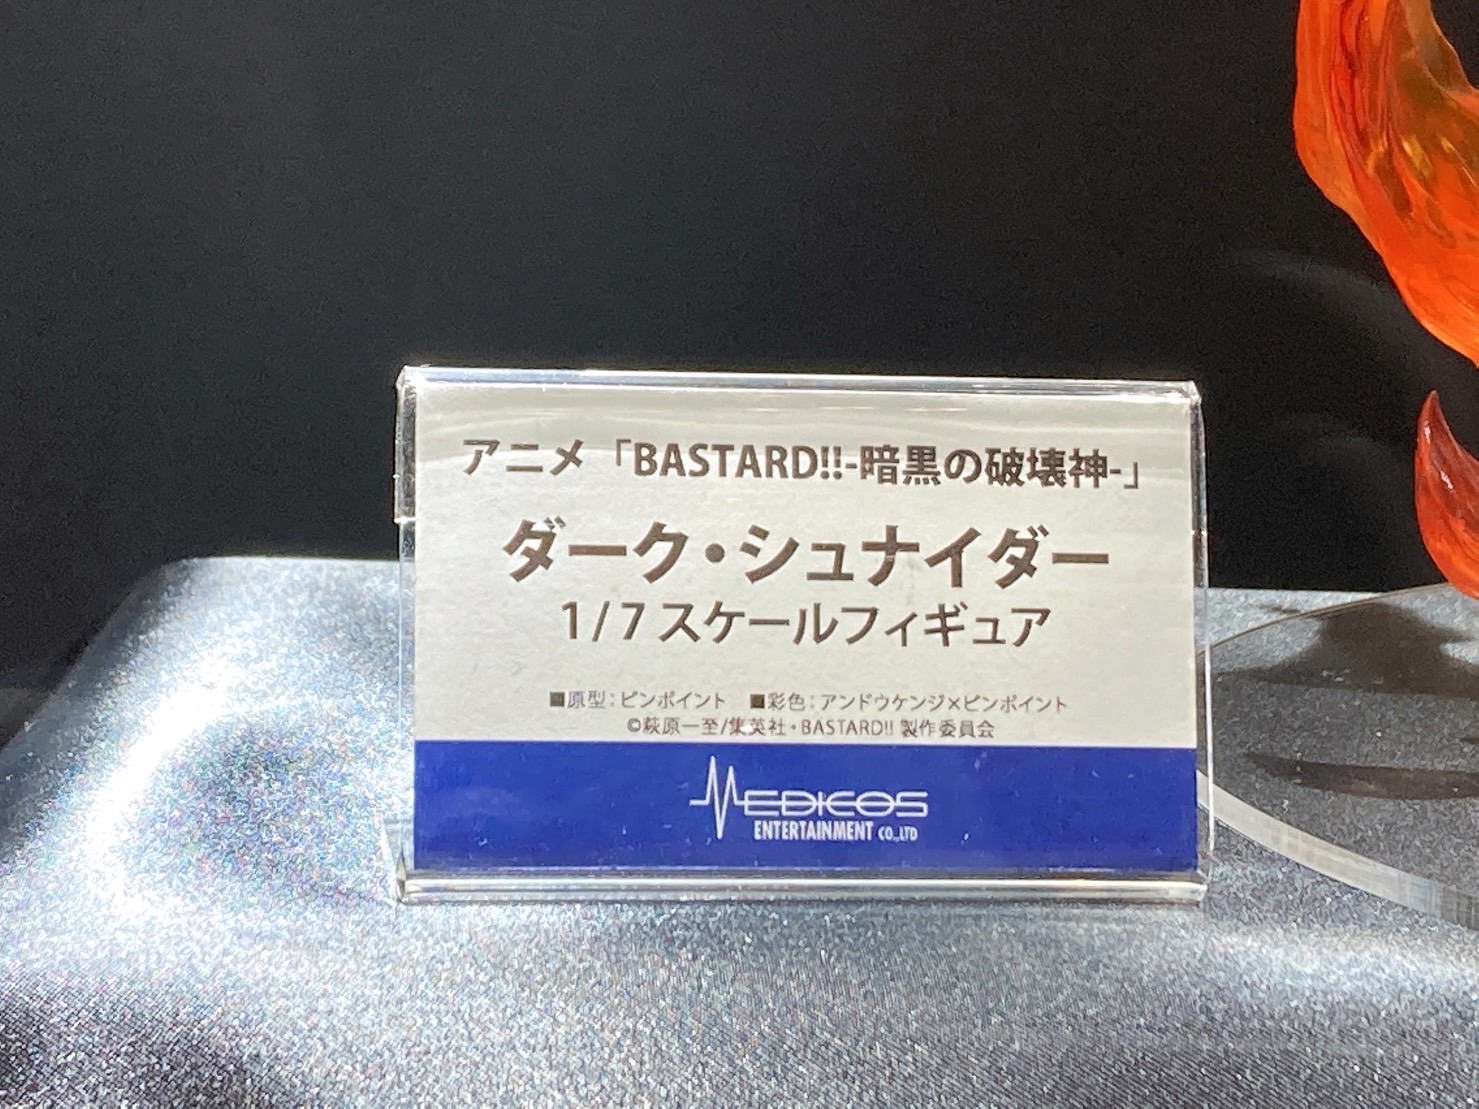 アニメ「BASTARD!!-暗黒の破壊神-」
ダーク・シュナイダー
1/7スケールフィギュア
■原型：ピンポイント　■彩色：アンドウケンジ×ピンポイント
©萩原一至/集英社・BASTARD!! 製作委員会
MEDICOS
ENTERTAINMENT CO.,LTD